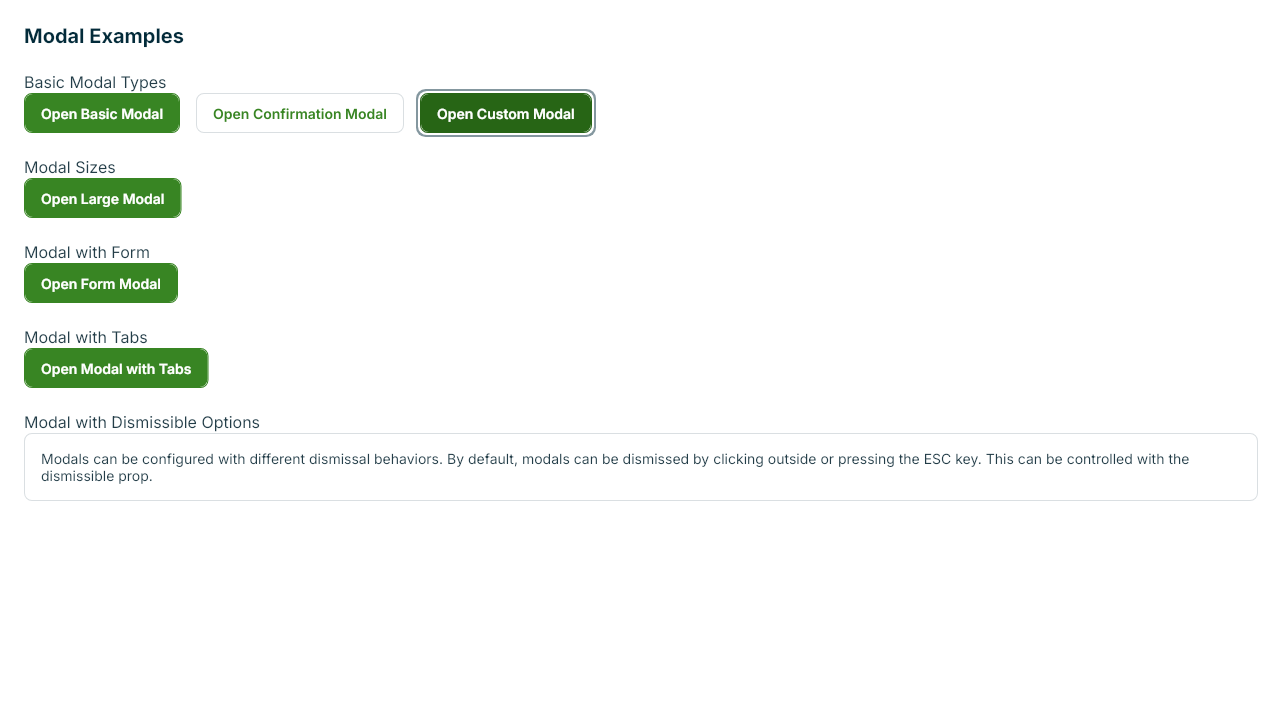 Modal Examples
Basic Modal Types
Open Basic Modal
Open Confirmation Modal
Open Custom Modal
Modal Sizes
Open Large Modal
Modal with Form
Open Form Modal
Modal with Tabs
Open Modal with Tabs
Modal with Dismissible Options
Modals can be configured with different dismissal behaviors. By default, modals can be dismissed by clicking outside or pressing the ESC key. This can be controlled with the
dismissible prop.